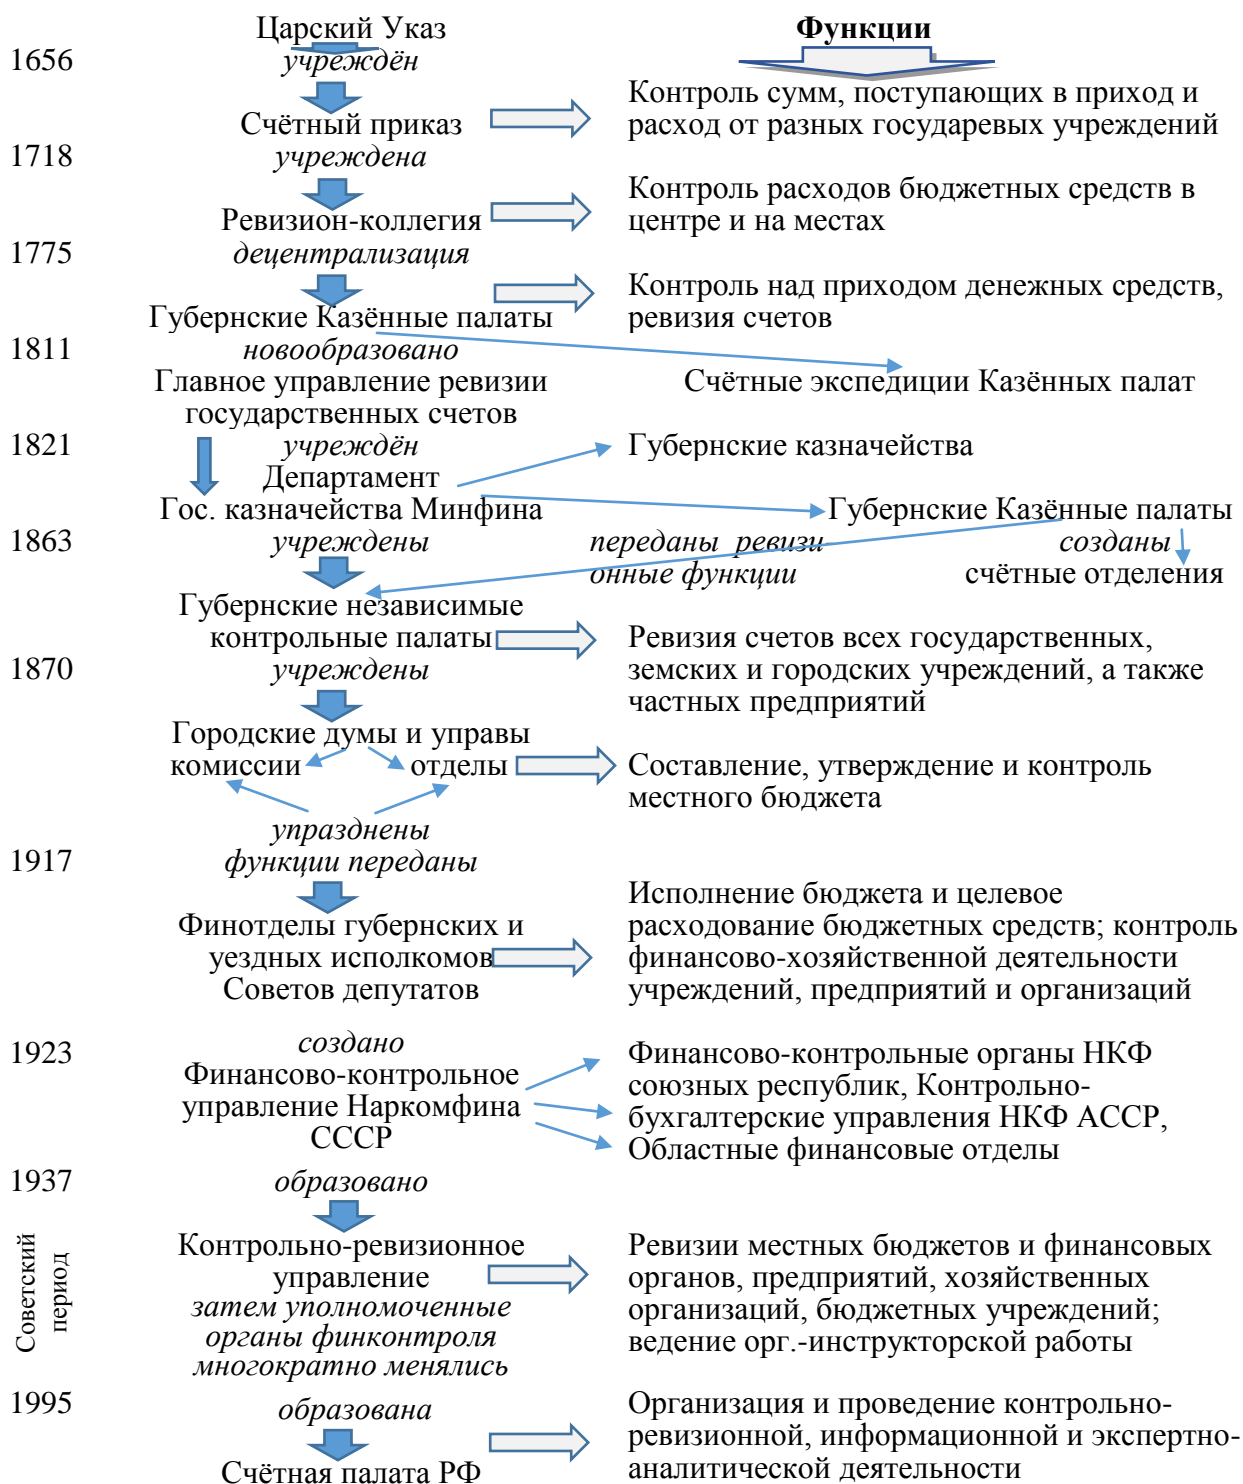 Царский Указ
Функции
1656
учреждён
Счётный приказ
Контроль сумм, поступающих в приход и
расход от разных государевых учреждений
1718
учреждена
Ревизион-коллегия
Контроль расходов бюджетных средств в
центре и на местах
1775
децентрализация
Губернские Казённые палаты
Контроль над приходом денежных средств,
ревизия счетов
1811
новообразовано
Главное управление ревизии
государственных счетов
Счётные экспедиции Казённых палат
1821
учреждён
Губернские казначейства
Департамент
Гос. казначейства Минфина
Губернские Казённые палаты
1863
учреждены
переданы ревизи-
онные функции
созданы
счётные отделения
Губернские независимые
контрольные палаты
Ревизия счетов всех государственных,
земских и городских учреждений, а также
частных предприятий
1870
учреждены
Городские думы и управы
комиссии
отделы
Составление, утверждение и контроль
местного бюджета
упразднены
1917
функции переданы
Финотделы губернских и
уездных исполкомов
Советов депутатов
Исполнение бюджета и целевое
расходование бюджетных средств; контроль
финансово-хозяйственной деятельности
учреждений, предприятий и организаций
1923
создано
Финансово-контрольное
управление Наркомфина
СССР
Финансово-контрольные органы НКФ
союзных республик, Контрольно-
бухгалтерские управления НКФ АССР,
Областные финансовые отделы
1937
образовано
Советский
период
Контрольно-ревизионное
управление
затем уполномоченные
органы финконтроля
многократно менялись
Ревизии местных бюджетов и финансовых
органов, предприятий, хозяйственных
организаций, бюджетных учреждений;
ведение орг.-инструкторской работы
1995
образована
Счётная палата РФ
Организация и проведение контрольно-
ревизионной, информационной и экспертно-
аналитической деятельности